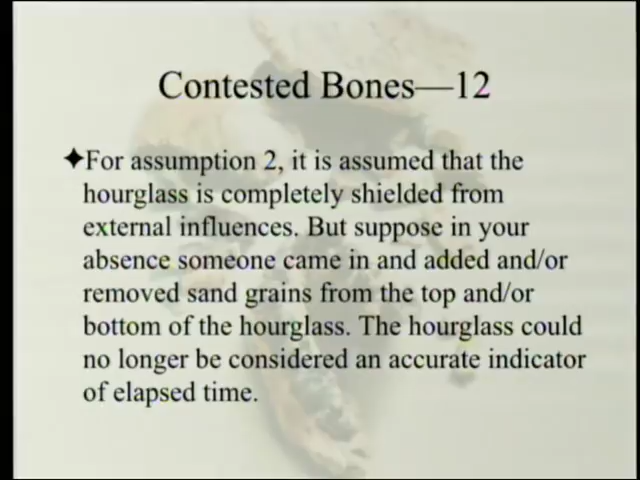 Contested Bones—12
✦For assumption 2, it is assumed that the
hourglass is completely shielded from
external influences. But suppose in your
absence someone came in and added and/or
removed sand grains from the top and/or
bottom of the hourglass. The hourglass could
no longer be considered an accurate indicator
of elapsed time.